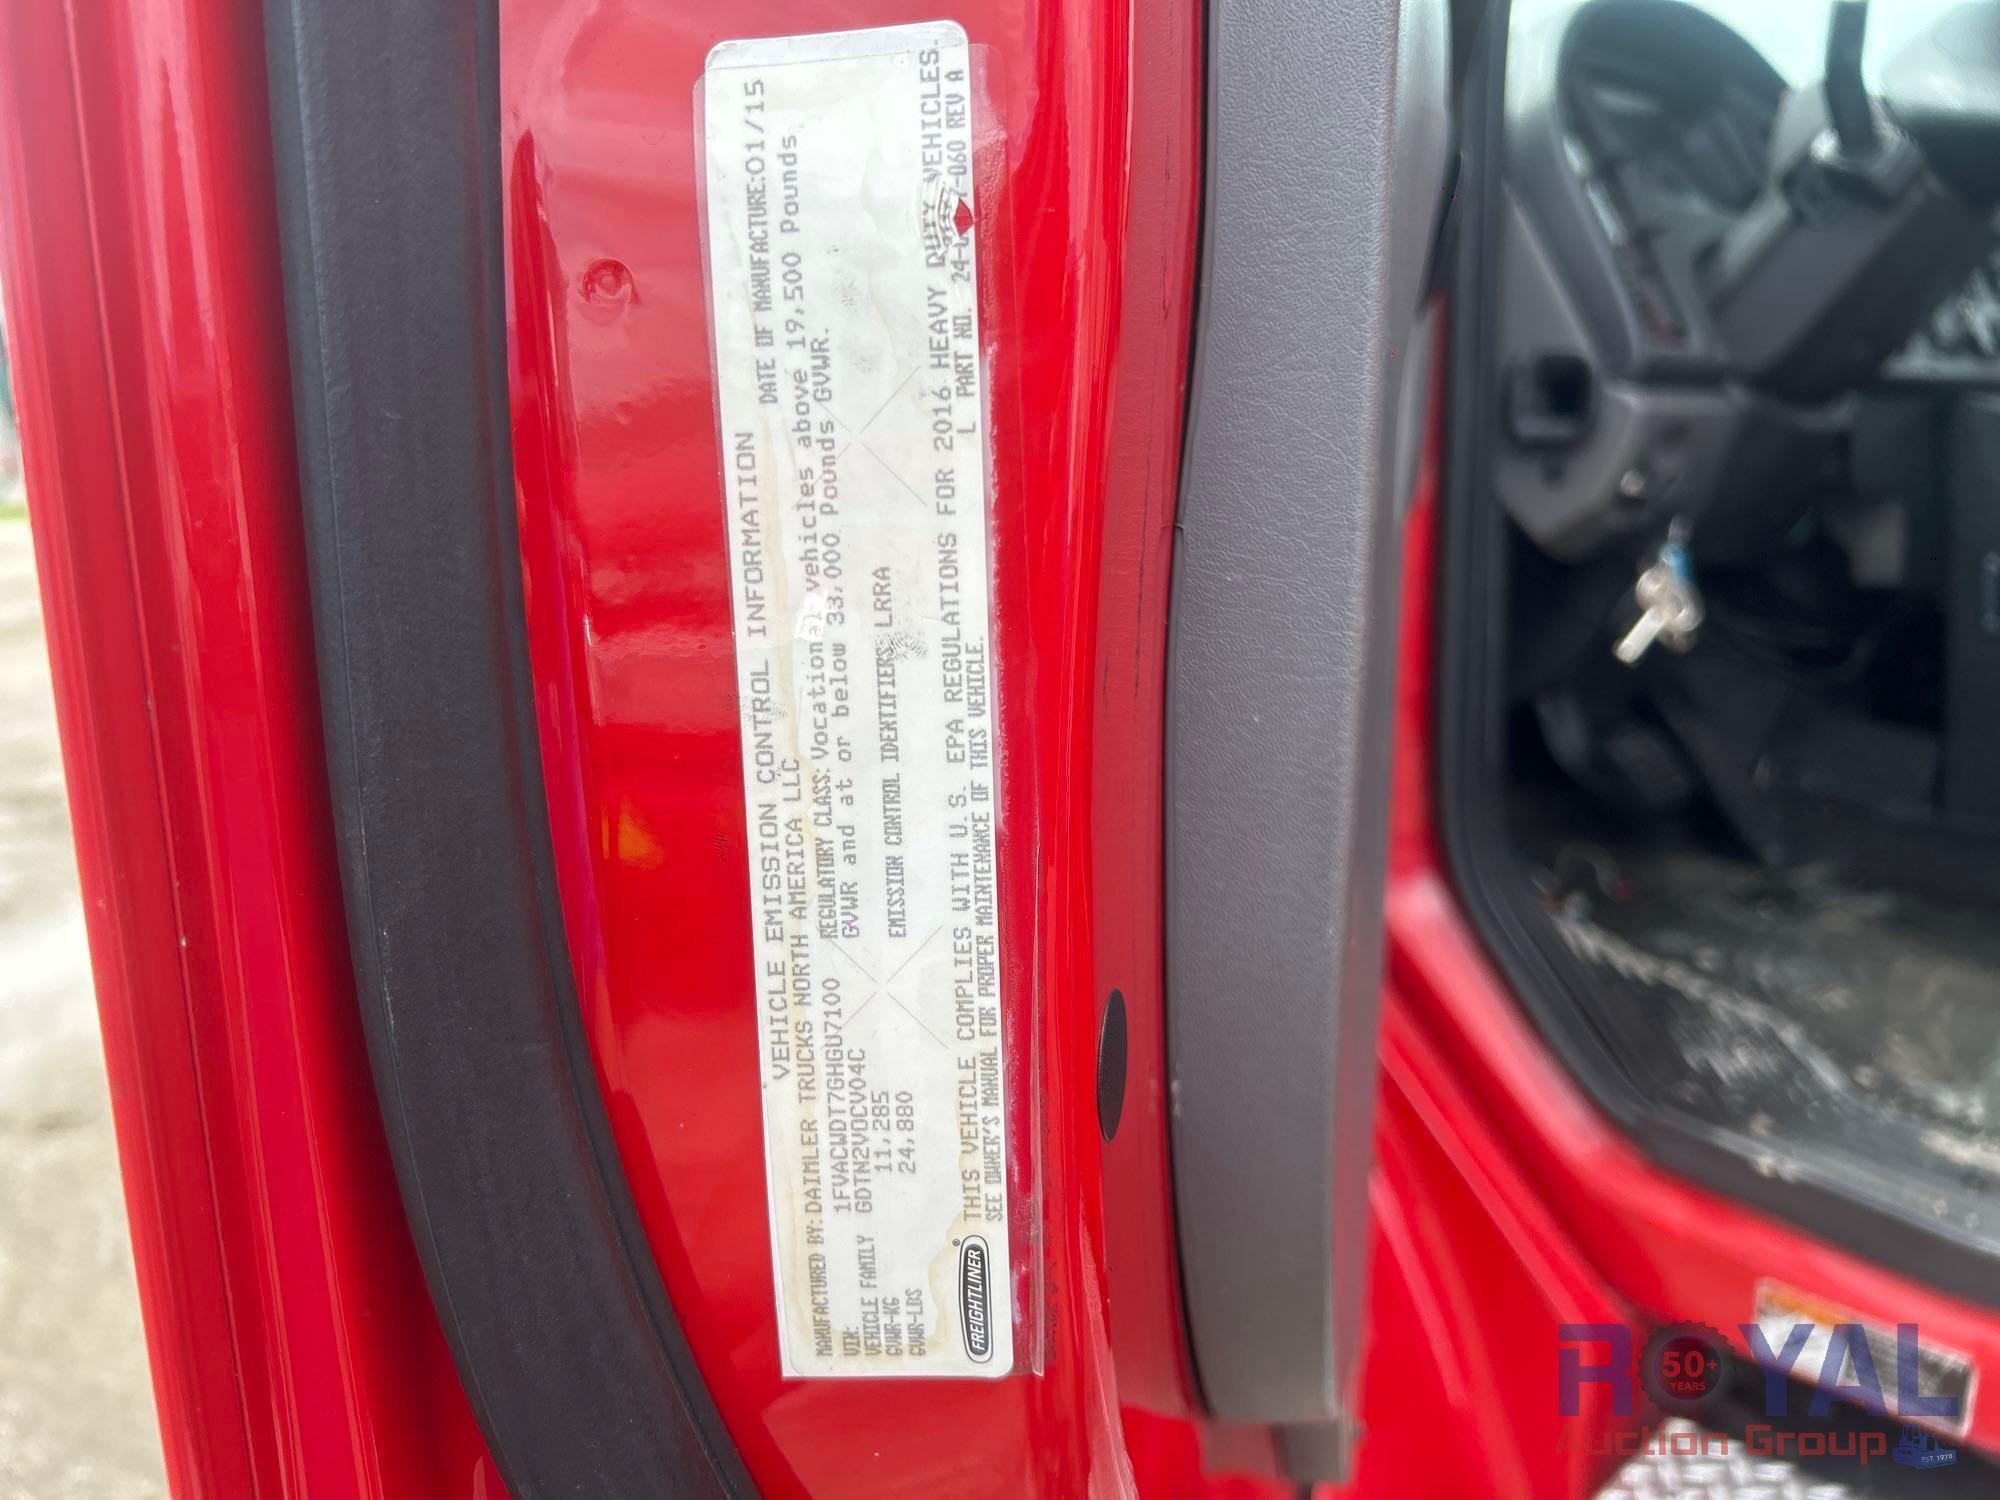 VEHICLE EMISSION CONTROL INFORMATION
MANUFACTURED BY: DAIMLER TRUCKS NORTH AMERICA LLC DATE OF MANUFACTURE: 01/15
VIN: 1FVACWDT7GHGU7100 REGULATORY CLASS: Vocational vehicles above 19,500 Pounds
VEHICLE FAMILY GDTN2VOCV04C GVWR and at or below 33,000 Pounds GVWR.
GVWR-KG 11,285
GVWR-LBS 24,880 EMISSION CONTROL IDENTIFIERS LRRA
THIS VEHICLE COMPLIES WITH U.S. EPA REGULATIONS FOR 2016 HEAVY DUTY VEHICLES.
SEE OWNER'S MANUAL FOR PROPER MAINTENANCE OF THIS VEHICLE. L PART NO. REV A
FREIGHTLINER®
ROYAL
50+ YEARS
Auction Group
EST. 1970